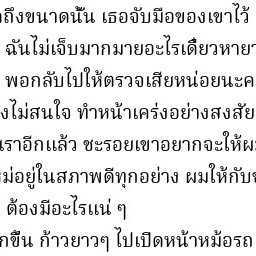 ถึงขนาดนั้น เธอจับมือของเขาไว้
ฉันไม่เจ็บมากมายอะไรเดี๋ยวหาย
พอกลับไปให้ตรวจเสียหน่อยนะค
งไม่สนใจ ทำหน้าเคร่งอย่างสงสัย
เราอีกแล้ว ชะรอยเขาอยากจะให้ผ
ม่อยู่ในสภาพดีทุกอย่าง ผมให้กับ
ต้องมีอะไรแน่ ๆ
กขึ้น ก้าวยาวๆ ไปเปิดหน้าหม้อรถ